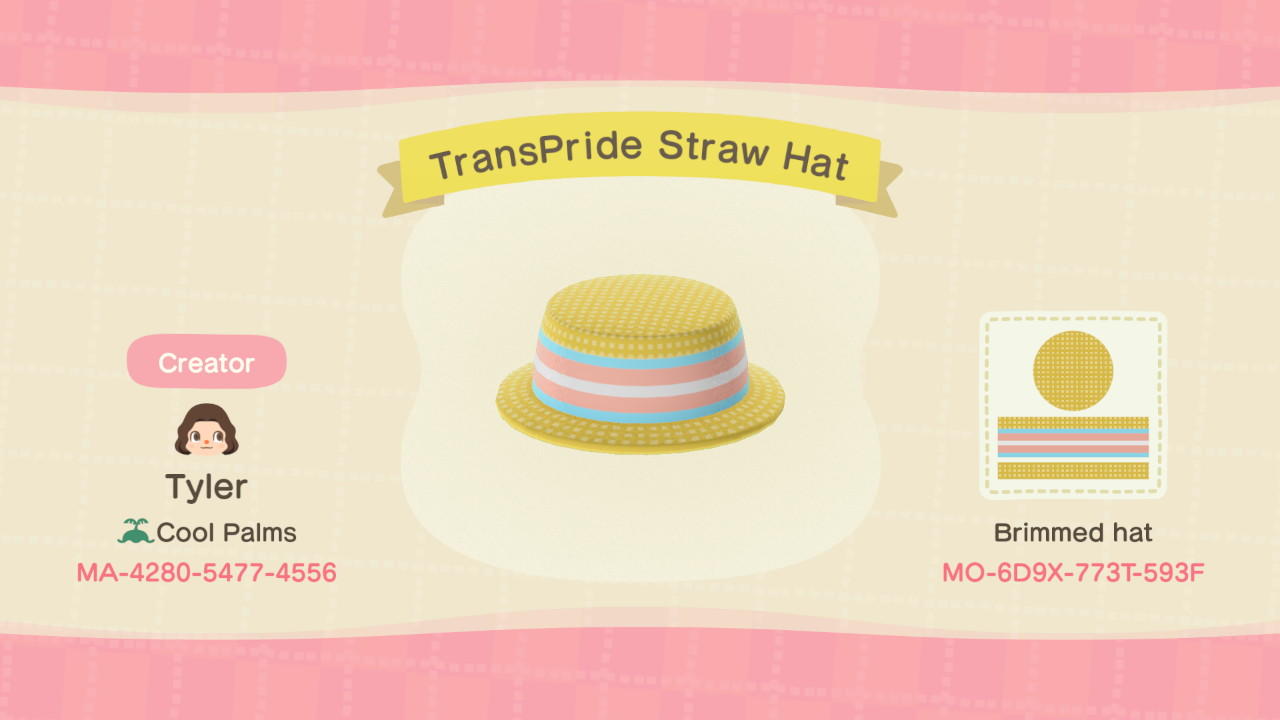 TransPride Straw Hat
Creator
Tyler
Cool Palms
MA-4280-5477-4556
Brimmed hat
MO-6D9X-773T-593F